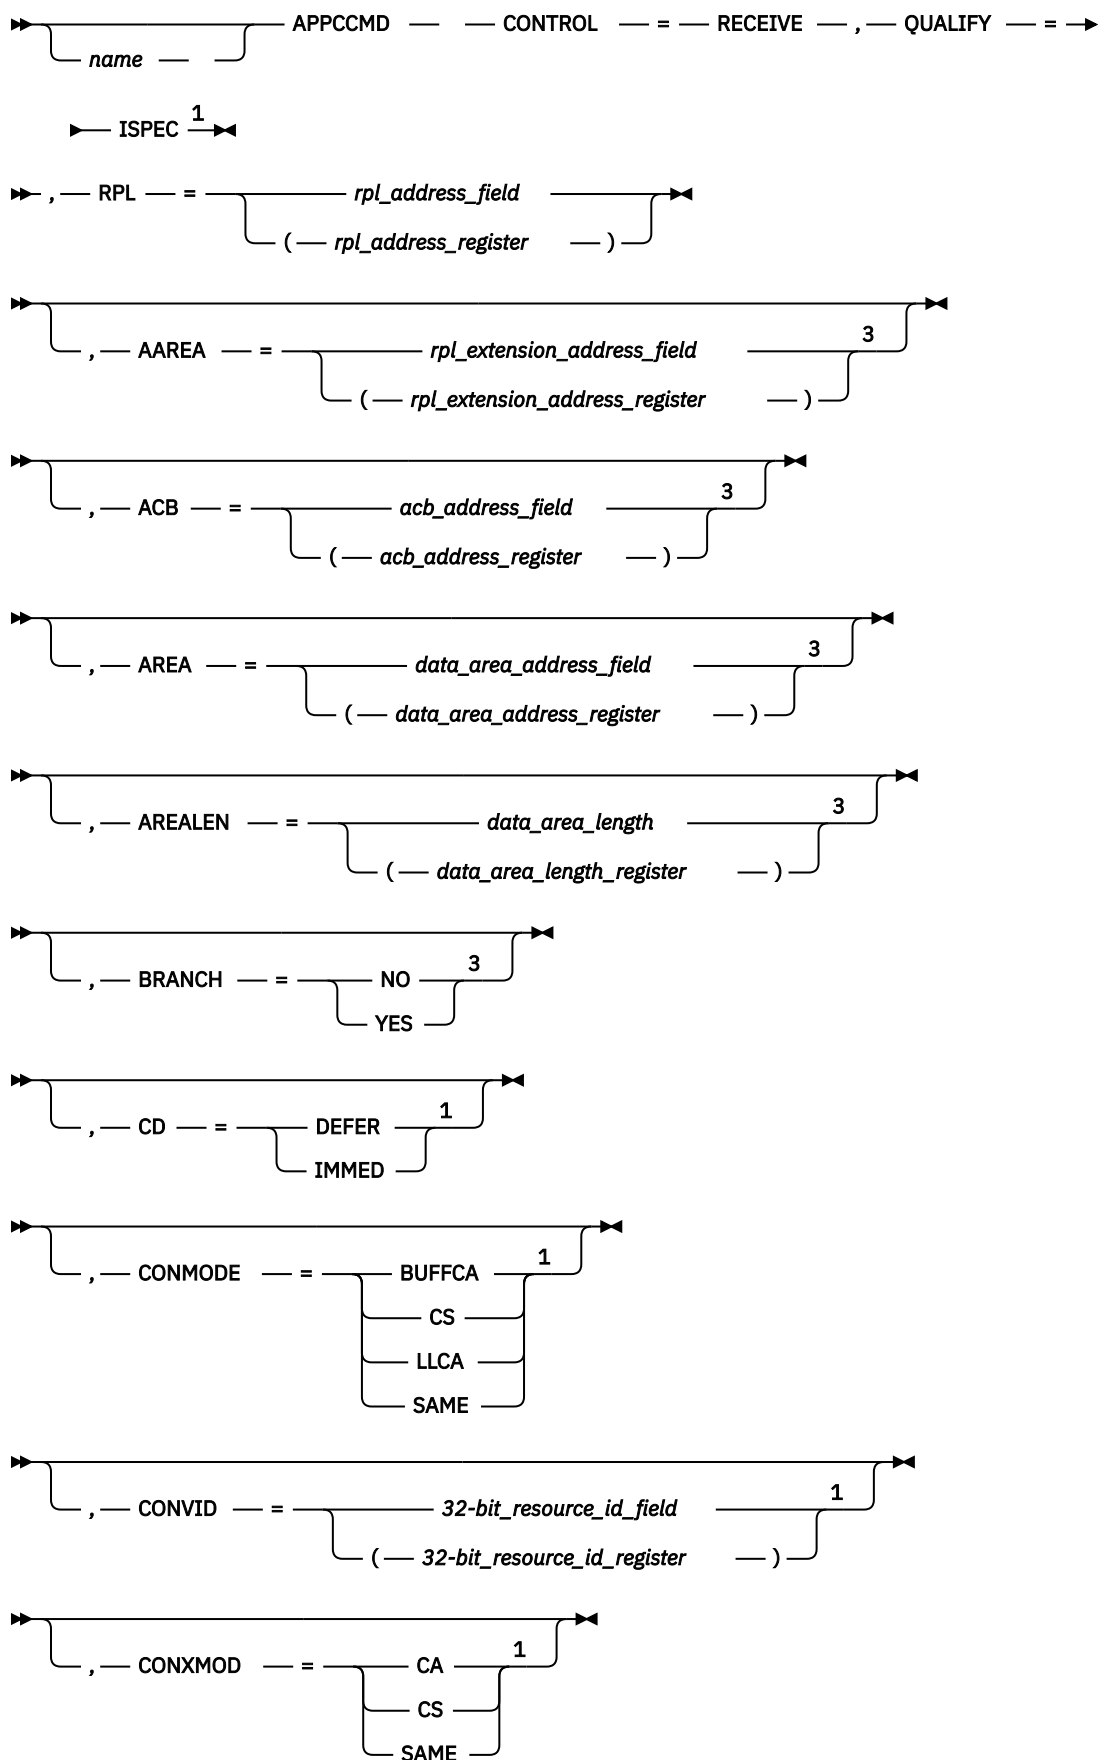 APPCCMD CONTROL = RECEIVE , QUALIFY =
name
ISPEC 1
, RPL = rpl_address_field
( rpl_address_register )
, AAREA = rpl_extension_address_field 3
( rpl_extension_address_register )
, ACB = acb_address_field 3
( acb_address_register )
, AREA = data_area_address_field 3
( data_area_address_register )
, AREALEN = data_area_length 3
( data_area_length_register )
, BRANCH = NO 3
YES
, CD = DEFER 1
IMMED
, CONMODE = BUFFCA 1
CS
LLCA
SAME
, CONVID = 32-bit_resource_id_field 1
( 32-bit_resource_id_register )
, CONXMOD = CA 1
CS
SAME